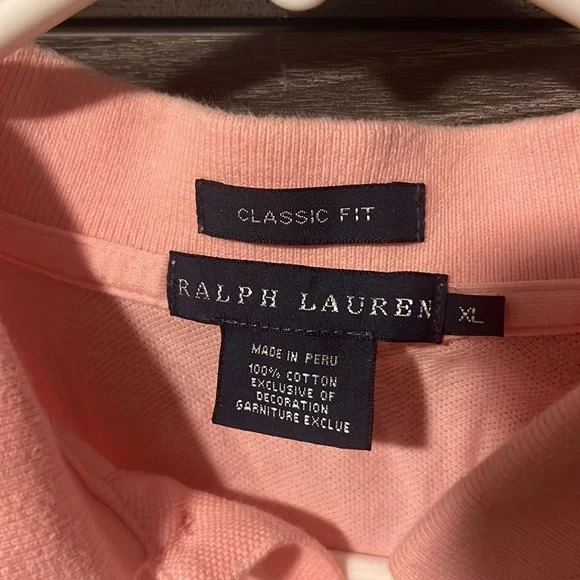 CLASSIC FIT
RALPH LAUREN
XL
MADE IN PERU
100% COTTON
EXCLUSIVE OF
DECORATION
GARNITURE EXCLUE